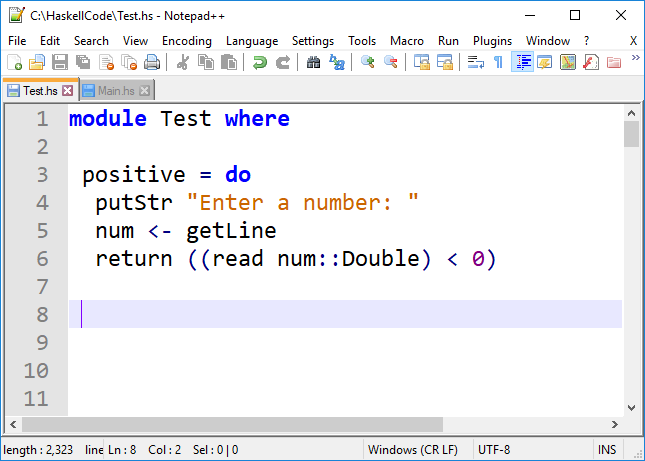 C:\HaskellCode\Test.hs - Notepad++
File Edit Search View Encoding Language Settings Tools Macro Run Plugins Window ? X
Test.hs Main.hs
1 module Test where
2
3 positive = do
4 putStr "Enter a number: "
5 num <- getLine
6 return ((read num::Double) < 0)
7
8
9
10
11
length : 2,323 line Ln : 8 Col : 2 Sel : 0 | 0 Windows (CR LF) UTF-8 INS